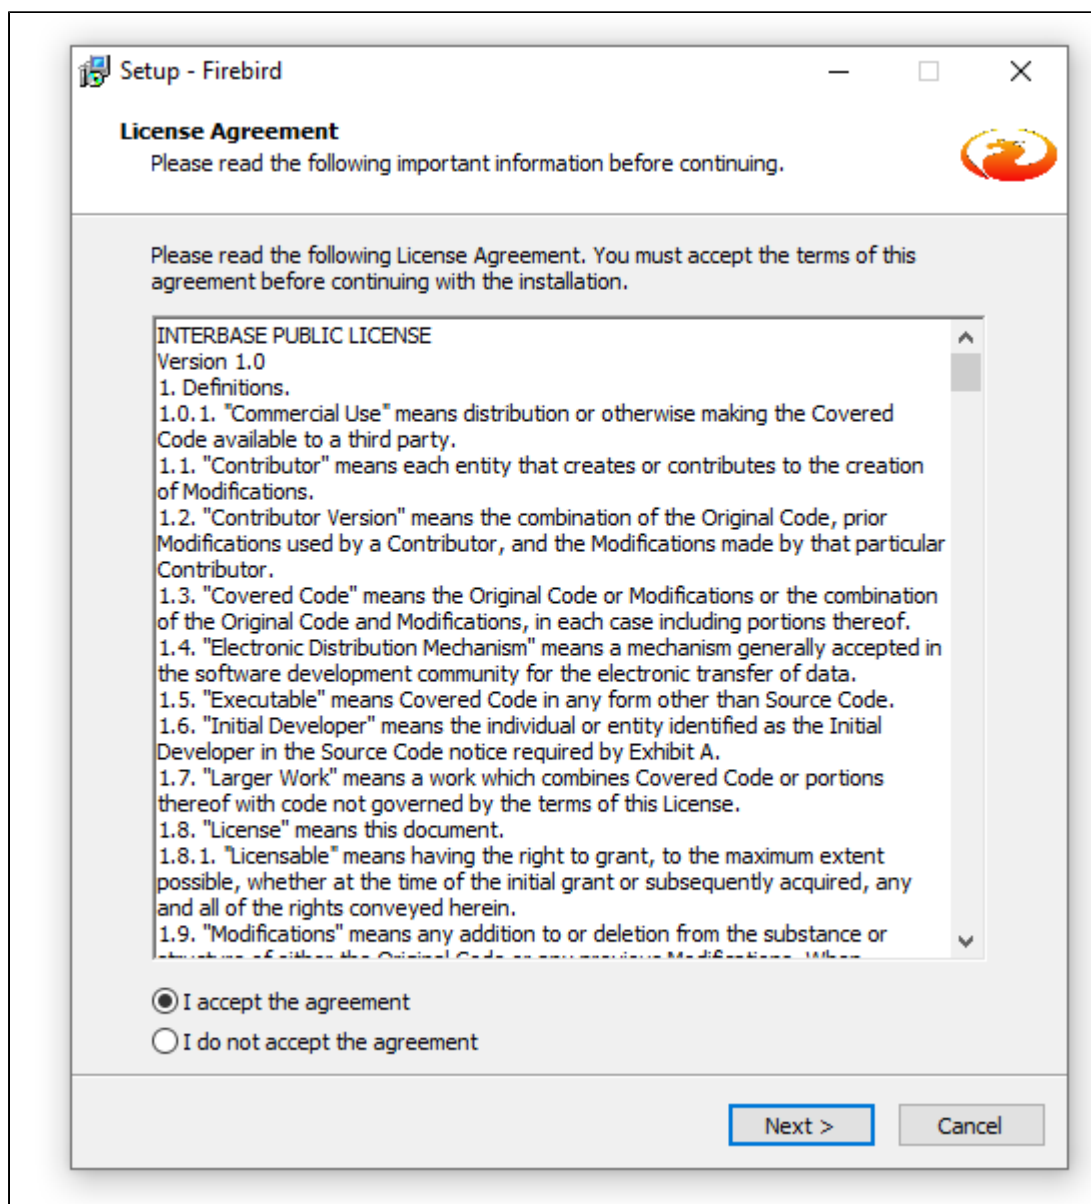 Setup - Firebird
License Agreement
Please read the following important information before continuing.
Please read the following License Agreement. You must accept the terms of this
agreement before continuing with the installation.
INTERBASE PUBLIC LICENSE
Version 1.0
1. Definitions.
1.0.1. "Commercial Use" means distribution or otherwise making the Covered
Code available to a third party.
1.1. "Contributor" means each entity that creates or contributes to the creation
of Modifications.
1.2. "Contributor Version" means the combination of the Original Code, prior
Modifications used by a Contributor, and the Modifications made by that particular
Contributor.
1.3. "Covered Code" means the Original Code or Modifications or the combination
of the Original Code and Modifications, in each case including portions thereof.
1.4. "Electronic Distribution Mechanism" means a mechanism generally accepted in
the software development community for the electronic transfer of data.
1.5. "Executable" means Covered Code in any form other than Source Code.
1.6. "Initial Developer" means the individual or entity identified as the Initial
Developer in the Source Code notice required by Exhibit A.
1.7. "Larger Work" means a work which combines Covered Code or portions
thereof with code not governed by the terms of this License.
1.8. "License" means this document.
1.8.1. "Licensable" means having the right to grant, to the maximum extent
possible, whether at the time of the initial grant or subsequently acquired, any
and all of the rights conveyed herein.
1.9. "Modifications" means any addition to or deletion from the substance or
structure of either the Original Code or any previous Modifications. When
I accept the agreement
I do not accept the agreement
Next >
Cancel